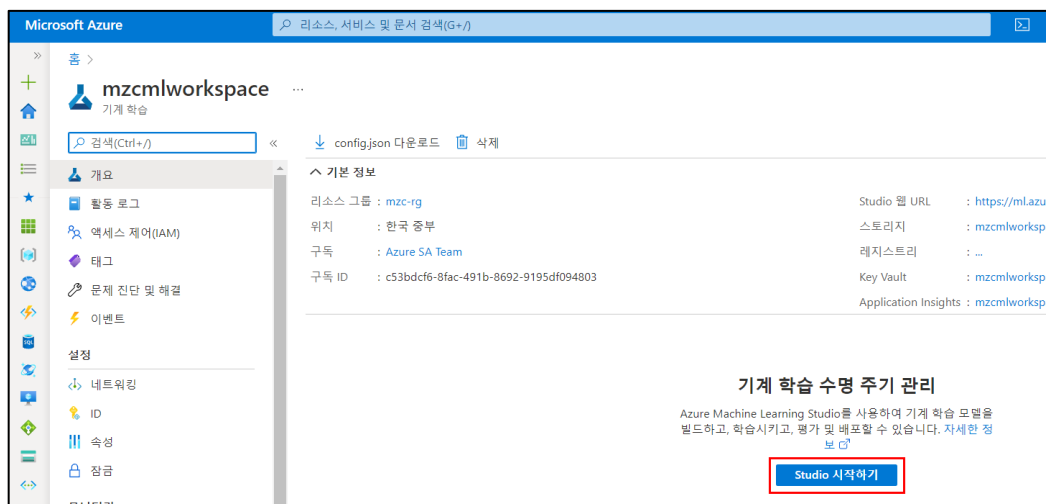 Microsoft Azure
리소스, 서비스 및 문서 검색(G+/)
홈 >
mzcmlworkspace ...
기계 학습
검색(Ctrl+/)
개요
활동 로그
액세스 제어(IAM)
태그
문제 진단 및 해결
이벤트
설정
네트워킹
ID
속성
잠금
config.json 다운로드 삭제
기본 정보
리소스 그룹 : mzc-rg
위치 : 한국 중부
구독 : Azure SA Team
구독 ID : c53bdcf6-8fac-491b-8692-9195df094803
Studio 웹 URL : https://ml.azu
스토리지 : mzcmlworksp
레지스트리 : ...
Key Vault : mzcmlworksp
Application Insights : mzcmlworksp
기계 학습 수명 주기 관리
Azure Machine Learning Studio를 사용하여 기계 학습 모델을
빌드하고, 학습시키고, 평가 및 배포할 수 있습니다. 자세한 정
보
Studio 시작하기